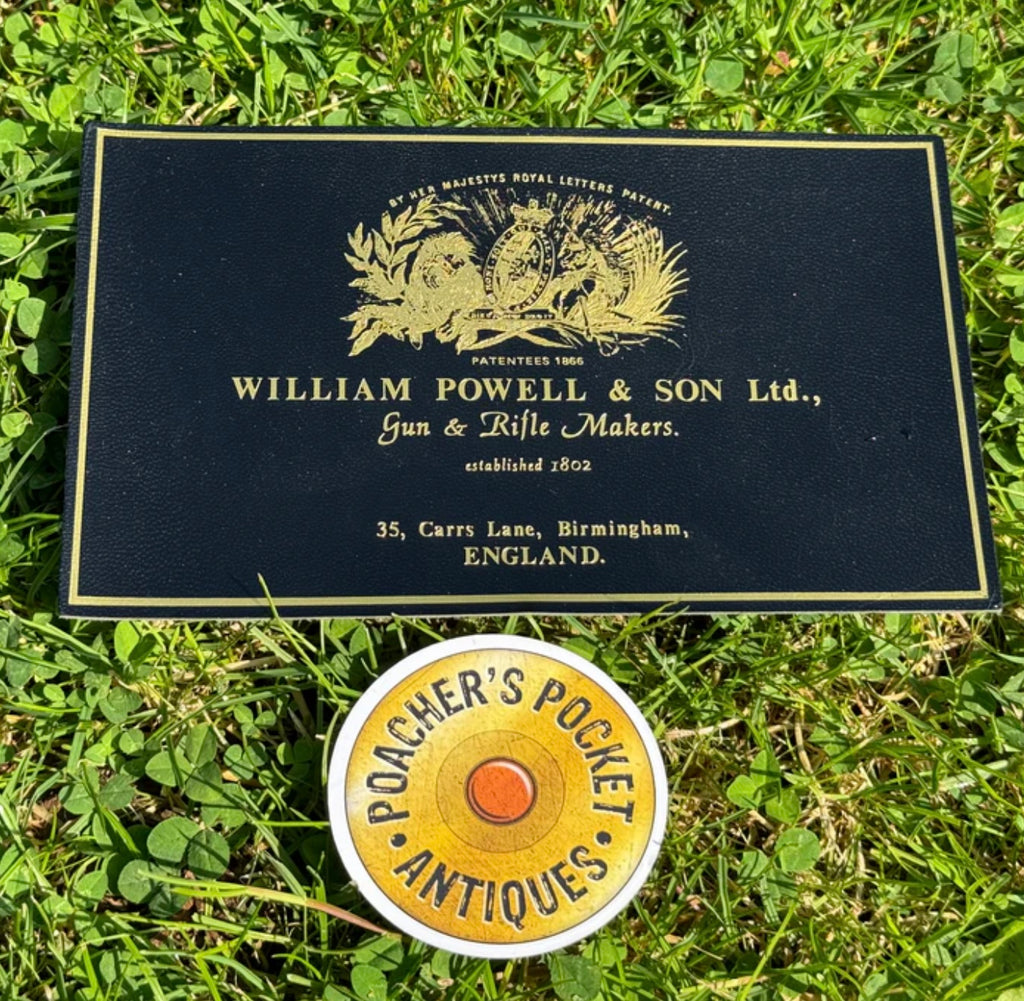 BY HER MAJESTYS ROYAL LETTERS PATENT.
PATENTEES 1866
WILLIAM POWELL & SON Ltd.,
Gun & Rifle Makers.
established 1802
35, Carrs Lane, Birmingham,
ENGLAND.
POACHER'S POCKET
• ANTIQUES •